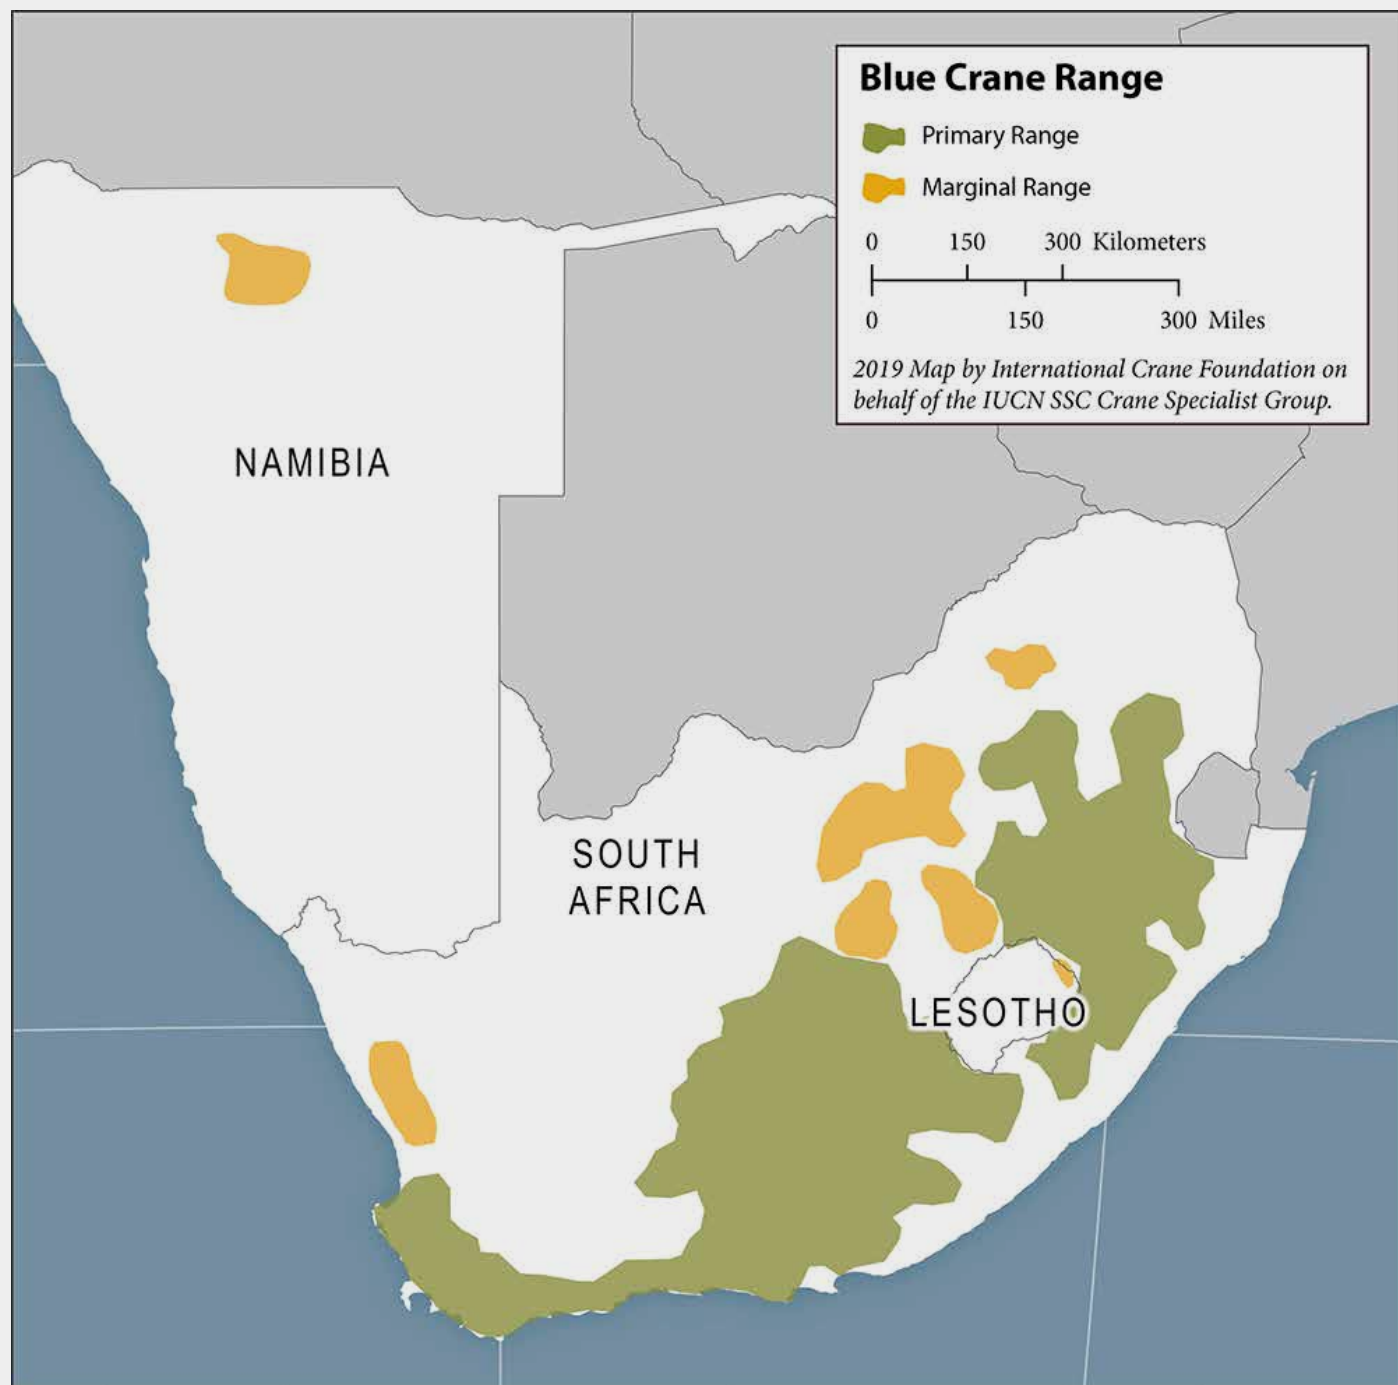 Blue Crane Range
Primary Range
Marginal Range
0 150 300 Kilometers
0 150 300 Miles
2019 Map by International Crane Foundation on
behalf of the IUCN SSC Crane Specialist Group.
NAMIBIA
SOUTH
AFRICA
LESOTHO